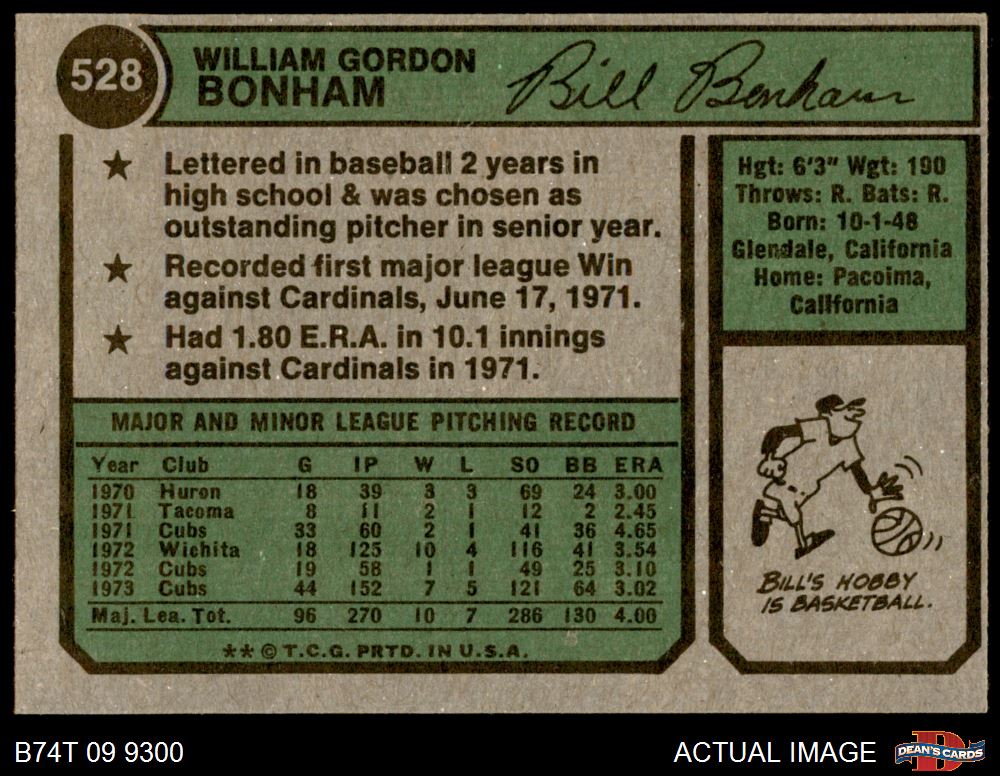 528
WILLIAM GORDON
BONHAM
Bill Bonham
★ Lettered in baseball 2 years in
high school & was chosen as
outstanding pitcher in senior year.
★ Recorded first major league Win
against Cardinals, June 17, 1971.
★ Had 1.80 E.R.A. in 10.1 innings
against Cardinals in 1971.
Hgt: 6'3" Wgt: 190
Throws: R. Bats: R.
Born: 10-1-48
Glendale, California
Home: Pacoima,
California
MAJOR AND MINOR LEAGUE PITCHING RECORD
Year Club G IP W L SO BB ERA
1970 Huron 18 39 3 3 69 24 3.00
1971 Tacoma 8 11 2 1 12 2 2.45
1971 Cubs 33 60 2 1 41 36 4.65
1972 Wichita 18 125 10 4 116 41 3.54
1972 Cubs 19 58 1 1 49 25 3.10
1973 Cubs 44 152 7 5 121 64 3.02
Maj. Lea. Tot. 96 270 10 7 286 130 4.00
** © T.C.G. PRTD. IN U.S.A.
BILL'S HOBBY
IS BASKETBALL.
B74T 09 9300
ACTUAL IMAGE
DEAN'S CARDS